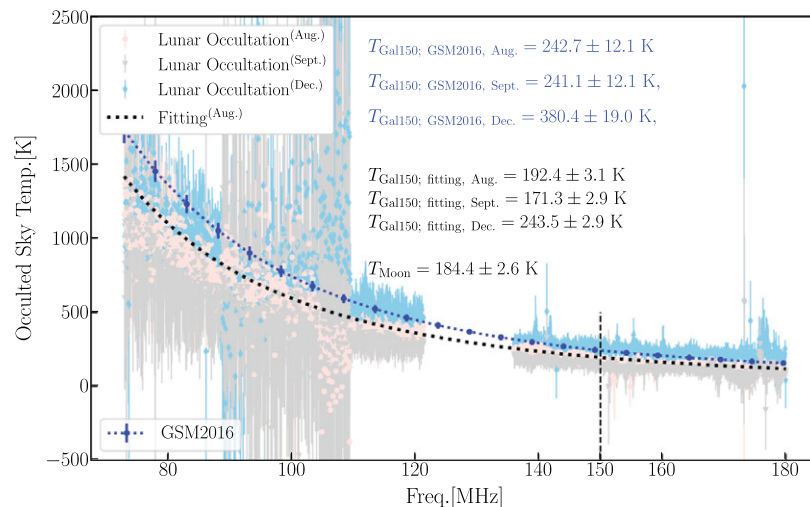 2500
2000
1500
1000
500
0
−500
Occulted Sky Temp.[K]
Lunar Occultation(Aug.)
Lunar Occultation(Sept.)
Lunar Occultation(Dec.)
Fitting(Aug.)
TGal150; GSM2016, Aug. = 242.7 ± 12.1 K
TGal150; GSM2016, Sept. = 241.1 ± 12.1 K,
TGal150; GSM2016, Dec. = 380.4 ± 19.0 K,
TGal150; fitting, Aug. = 192.4 ± 3.1 K
TGal150; fitting, Sept. = 171.3 ± 2.9 K
TGal150; fitting, Dec. = 243.5 ± 2.9 K
TMoon = 184.4 ± 2.6 K
GSM2016
80 100 120 140 150 160 180
Freq.[MHz]